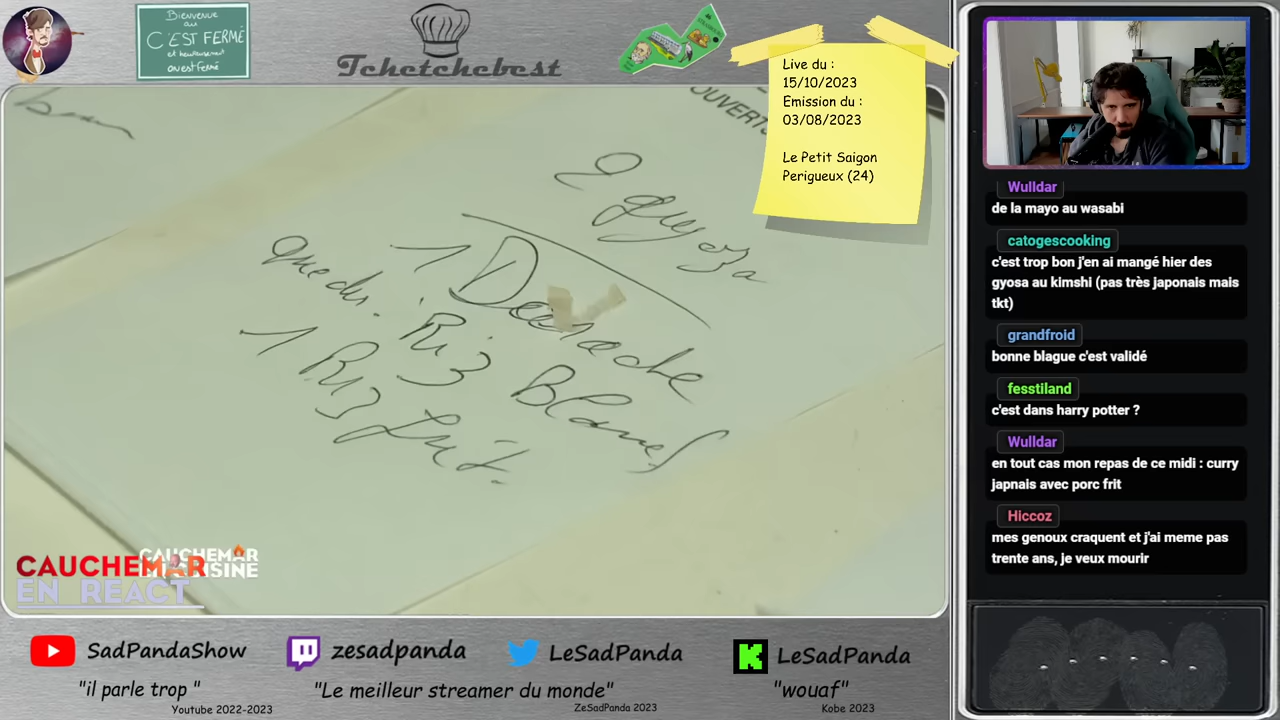 Bienvenue
au
C'EST FERMÉ
et heureusement
qu'on est fermé
Tchetchebest
Live du :
15/10/2023
Emission du :
03/08/2023
Le Petit Saigon
Perigueux (24)
OUVERT
2 gyoza
1
Riz Blanc
1 Riz
CAUCHEMAR
EN REACT
CAUCHEMAR
SadPandaShow
"il parle trop "
Youtube 2022-2023
zesadpanda
"Le meilleur streamer du monde"
ZeSadPanda 2023
LeSadPanda
LeSadPanda
"wouaf"
Kobe 2023
Wulldar
de la mayo au wasabi
catogescooking
c'est trop bon j'en ai mangé hier des
gyosa au kimshi (pas très japonais mais
tkt)
grandfroid
bonne blague c'est validé
fesstiland
c'est dans harry potter ?
Wulldar
en tout cas mon repas de ce midi : curry
japnais avec porc frit
Hiccoz
mes genoux craquent et j'ai meme pas
trente ans, je veux mourir